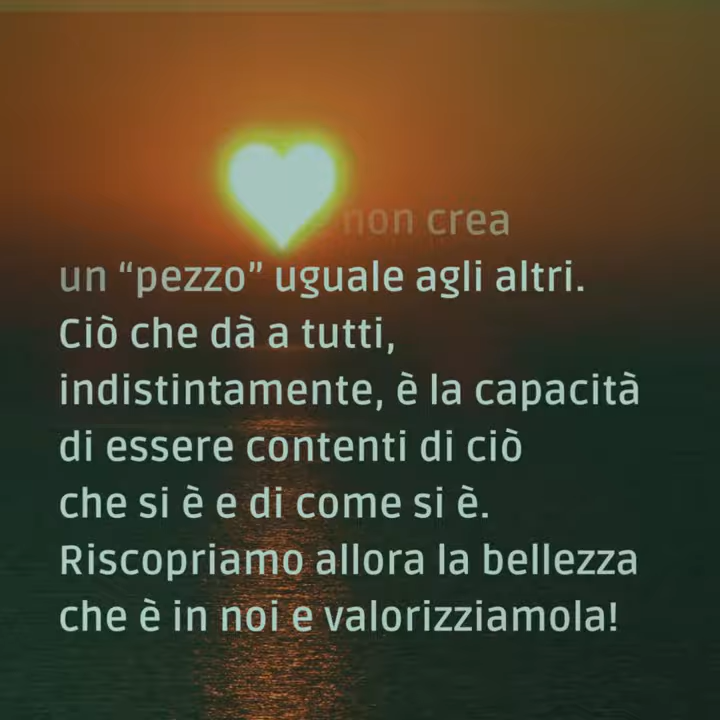 non crea
un “pezzo” uguale agli altri.
Ciò che dà a tutti,
indistintamente, è la capacità
di essere contenti di ciò
che si è e di come si è.
Riscopriamo allora la bellezza
che è in noi e valorizziamola!